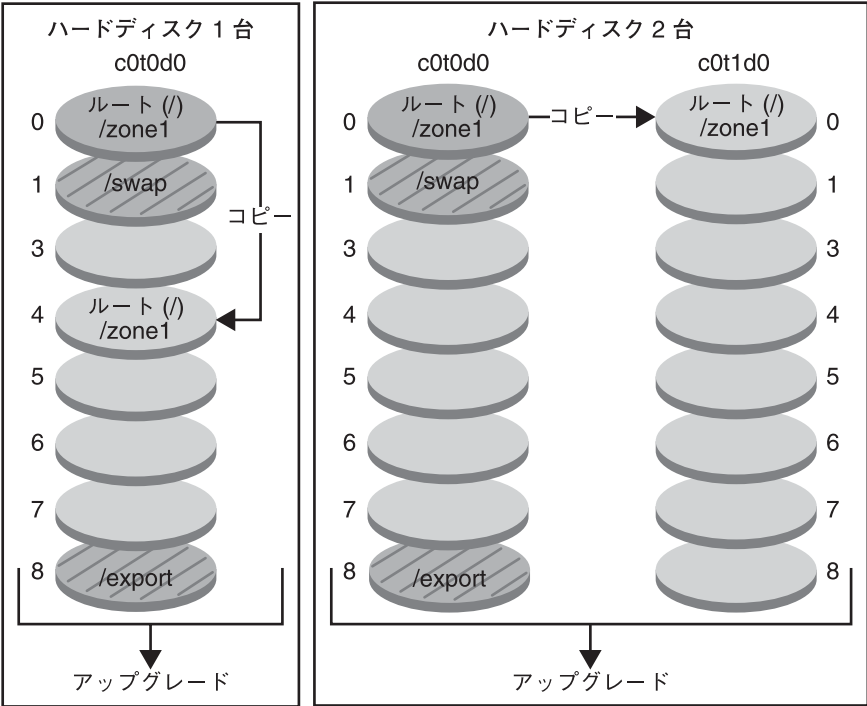 ハードディスク 1 台
c0t0d0
0
ルート (/)
/zone1
1
/swap
コピー
3
4
ルート (/)
/zone1
5
6
7
8
/export
アップグレード
ハードディスク 2 台
c0t0d0
c0t1d0
0
ルート (/)
/zone1
コピー
ルート (/)
/zone1
0
1
/swap
1
3
3
4
4
5
5
6
6
7
7
8
/export
8
アップグレード